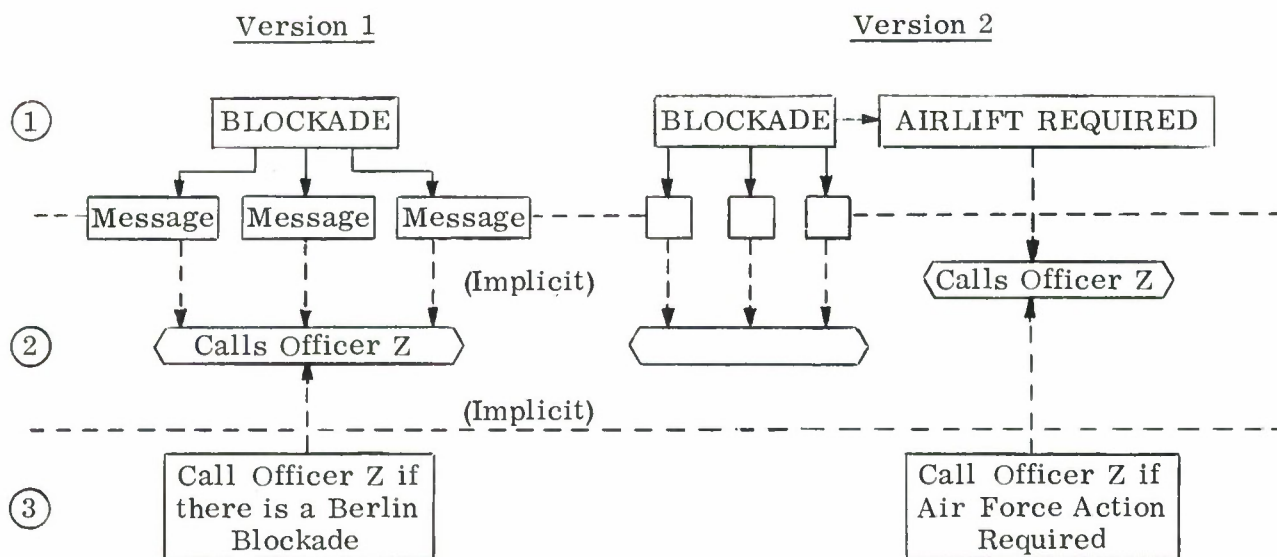 Version 1
Version 2
① BLOCKADE BLOCKADE AIRLIFT REQUIRED
Message Message Message
(Implicit)
Calls Officer Z
② Calls Officer Z
(Implicit)
③
Call Officer Z if
there is a Berlin
Blockade
Call Officer Z if
Air Force Action
Required